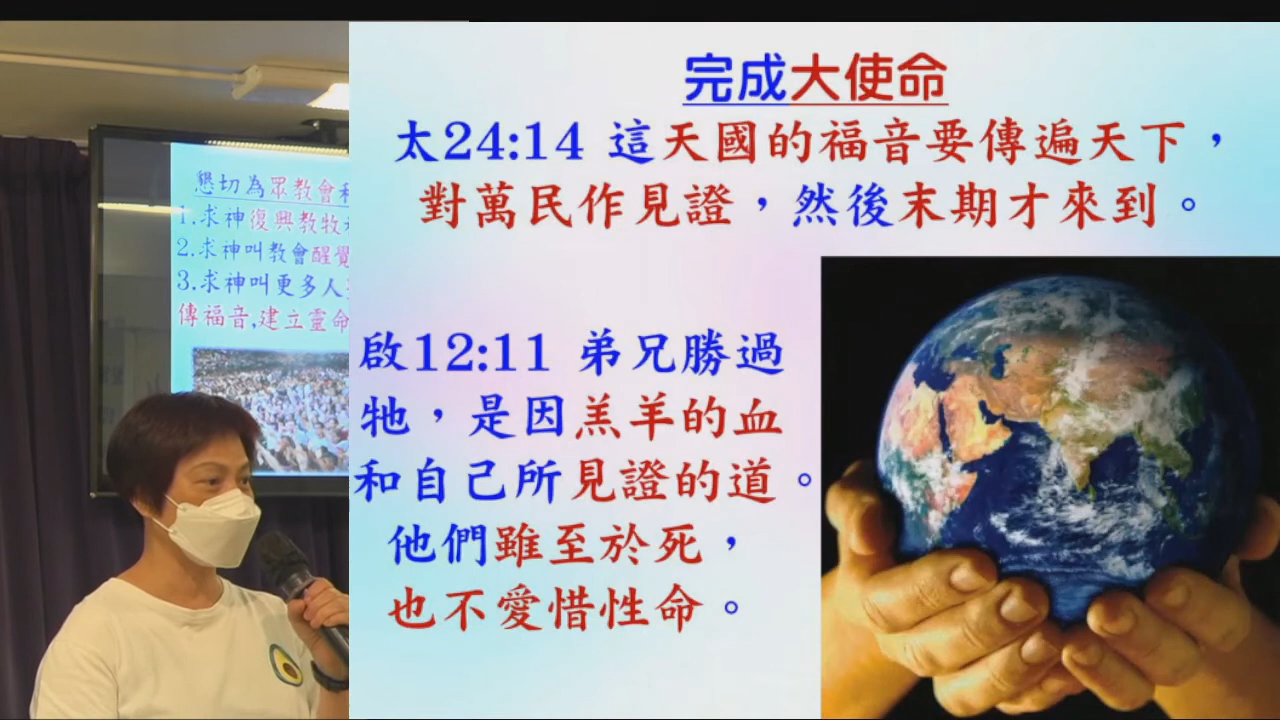 完成大使命
太24:14 這天國的福音要傳遍天下，
對萬民作見證，然後末期才來到。
啟12:11 弟兄勝過
牠，是因羔羊的血
和自己所見證的道。
他們雖至於死，
也不愛惜性命。
懇切為眾教會
1.求神復興教牧
2.求神叫教會醒覺
3.求神叫更多人
傳福音,建立靈命